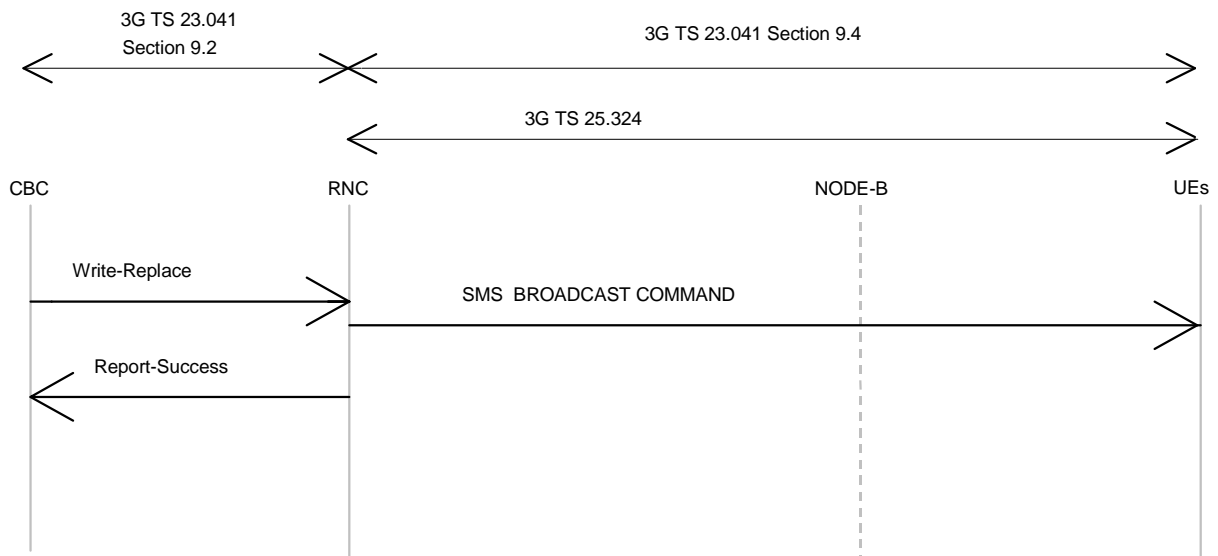 3G TS 23.041
Section 9.2
3G TS 23.041 Section 9.4
3G TS 25.324
CBC
RNC
NODE-B
UEs
Write-Replace
SMS BROADCAST COMMAND
Report-Success